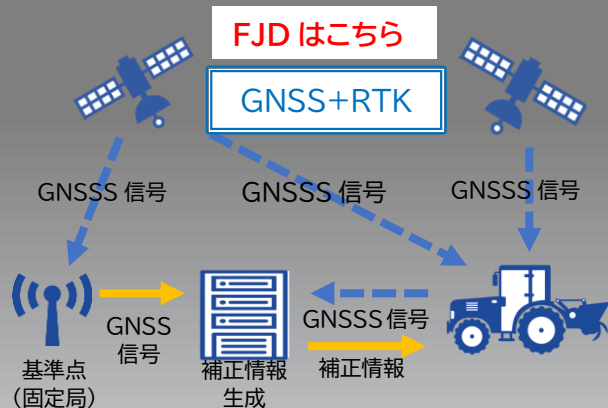 FJD はこちら
GNSS+RTK
GNSSS 信号
GNSSS 信号
GNSSS 信号
GNSS
信号
GNSSS 信号
補正情報
基準点
（固定局）
補正情報
生成